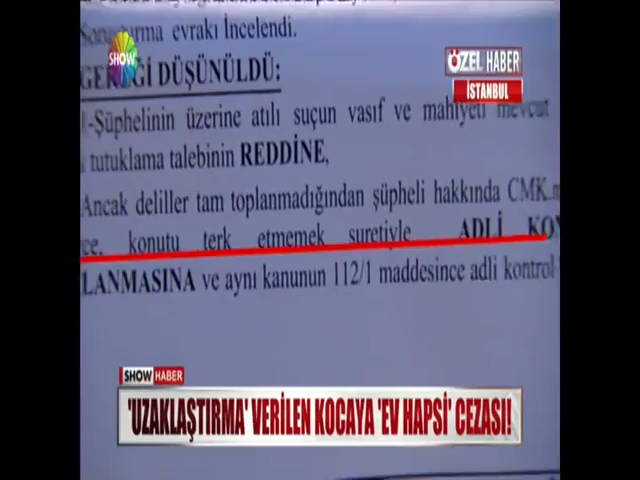 Soruşturma evrakı İncelendi.
SHOW
ÖZEL HABER
İSTANBUL
GEREĞİ DÜŞÜNÜLDÜ:
1-Şüphelinin üzerine atılı suçun vasıf ve mahiyeti mevcut
tutuklama talebinin REDDİNE,
Ancak deliller tam toplanmadığından şüpheli hakkında CMK.
konutu terk etmemek suretiyle ADLİ KON
LANMASINA ve aynı kanunun 112/1 maddesince adli kontrol
SHOW HABER
'UZAKLAŞTIRMA' VERİLEN KOCAYA 'EV HAPSİ' CEZASI!